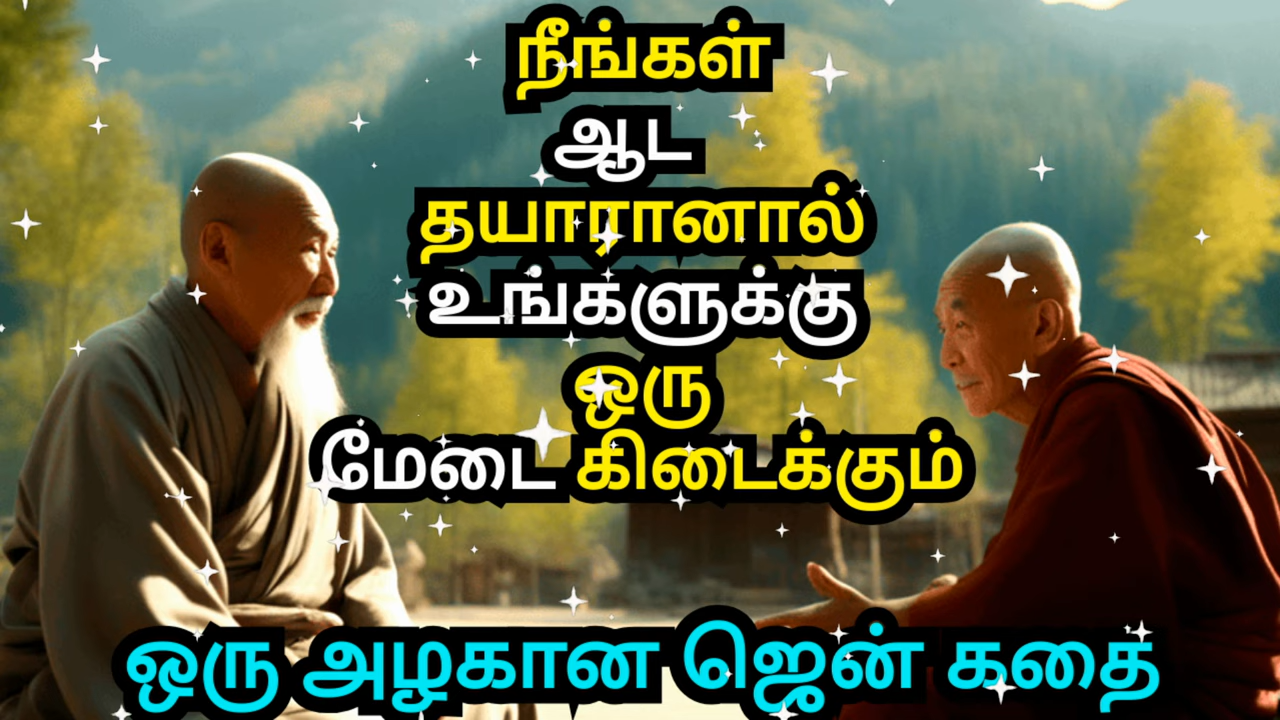 நீங்கள்
ஆட
தயாரானால்
உங்களுக்கு
ஒரு
மேடை கிடைக்கும்
ஒரு அழகான ஜென் கதை